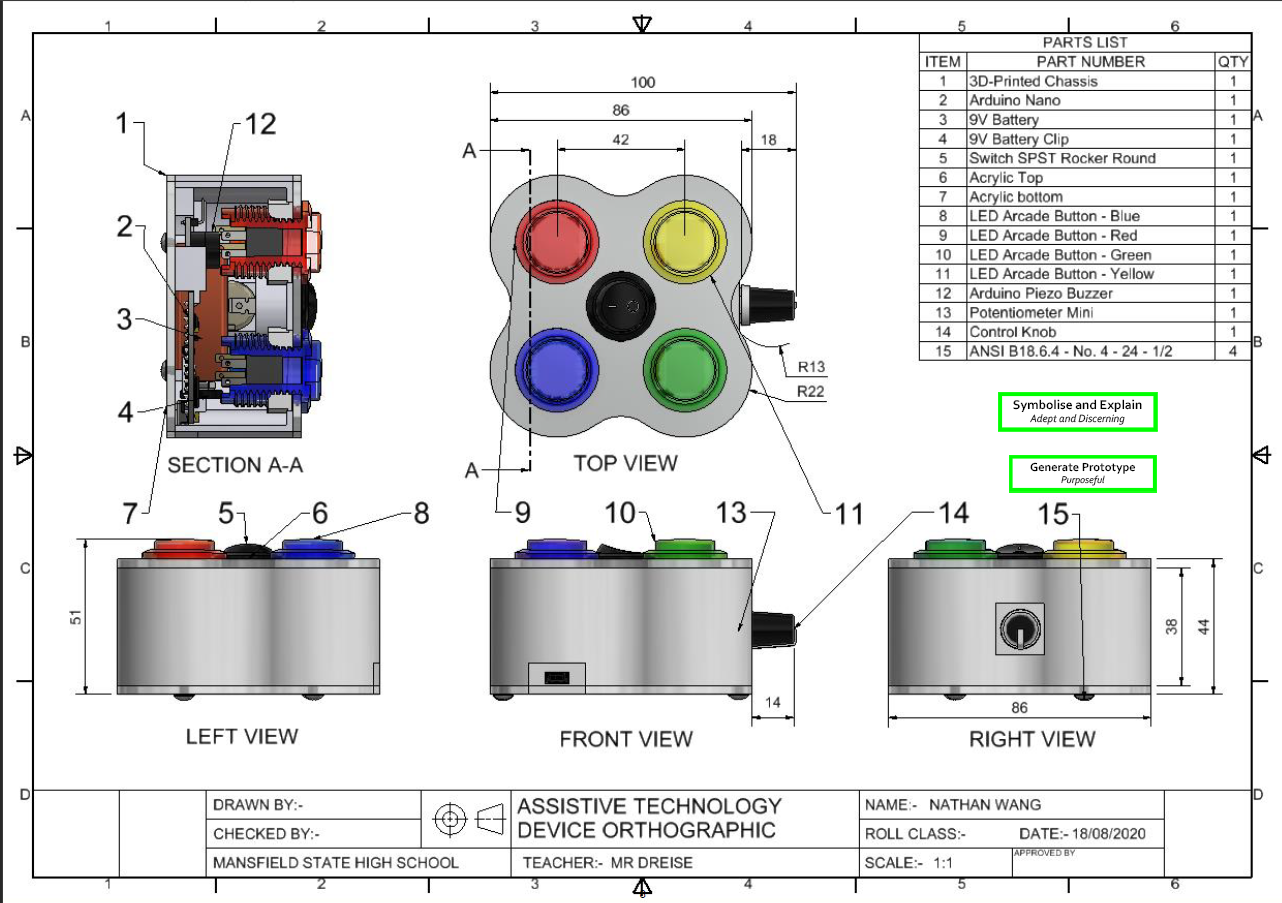 1 2 3 4 5 6
PARTS LIST
ITEM PART NUMBER QTY
1 3D-Printed Chassis 1
2 Arduino Nano 1
3 9V Battery 1
4 9V Battery Clip 1
5 Switch SPST Rocker Round 1
6 Acrylic Top 1
7 Acrylic bottom 1
8 LED Arcade Button - Blue 1
9 LED Arcade Button - Red 1
10 LED Arcade Button - Green 1
11 LED Arcade Button - Yellow 1
12 Arduino Piezo Buzzer 1
13 Potentiometer Mini 1
14 Control Knob 1
15 ANSI B18.6.4 - No. 4 - 24 - 1/2 4
A A
B B
C C
D D
1 12
2
3
4
SECTION A-A
100
86
42 18
A
R13
R22
A
TOP VIEW
Symbolise and Explain
Adept and Discerning
Generate Prototype
Purposeful
7 5 6 8 9 10 13 11 14 15
51
LEFT VIEW
14
FRONT VIEW
38
44
86
RIGHT VIEW
DRAWN BY:-
CHECKED BY:-
MANSFIELD STATE HIGH SCHOOL
ASSISTIVE TECHNOLOGY
DEVICE ORTHOGRAPHIC
TEACHER:- MR DREISE
NAME:- NATHAN WANG
ROLL CLASS:- DATE:- 18/08/2020
SCALE:- 1:1
APPROVED BY
1 2 3 4 5 6